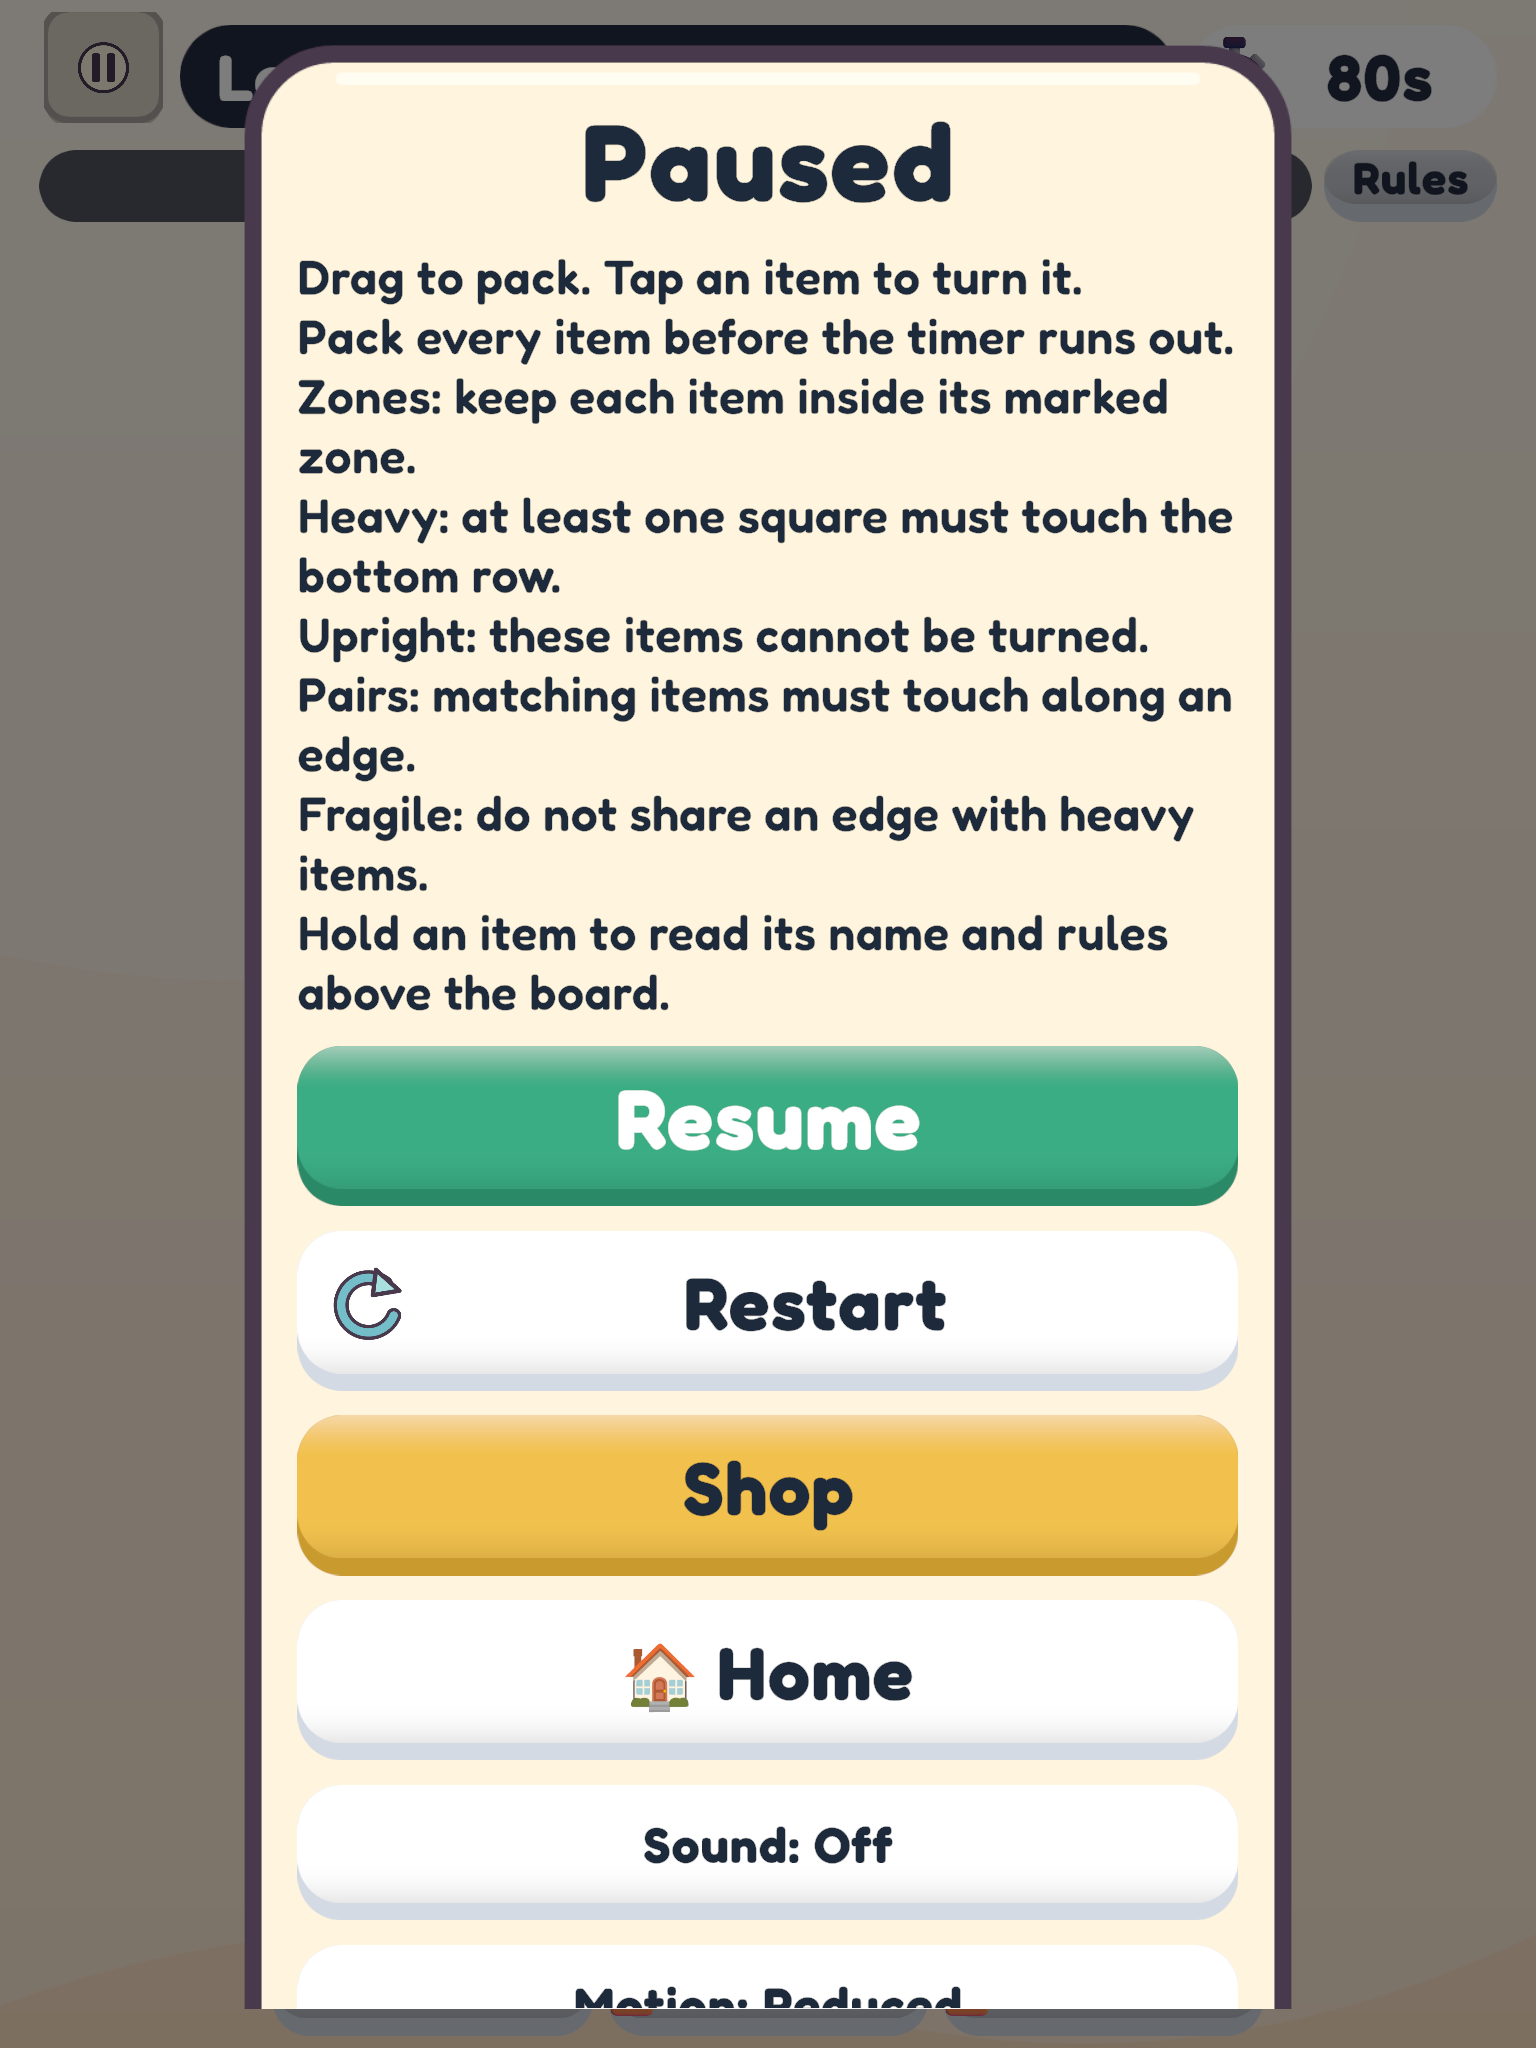 80s
Rules
Paused
Drag to pack. Tap an item to turn it.
Pack every item before the timer runs out.
Zones: keep each item inside its marked
zone.
Heavy: at least one square must touch the
bottom row.
Upright: these items cannot be turned.
Pairs: matching items must touch along an
edge.
Fragile: do not share an edge with heavy
items.
Hold an item to read its name and rules
above the board.
Resume
Restart
Shop
Home
Sound: Off
Motion: Reduced